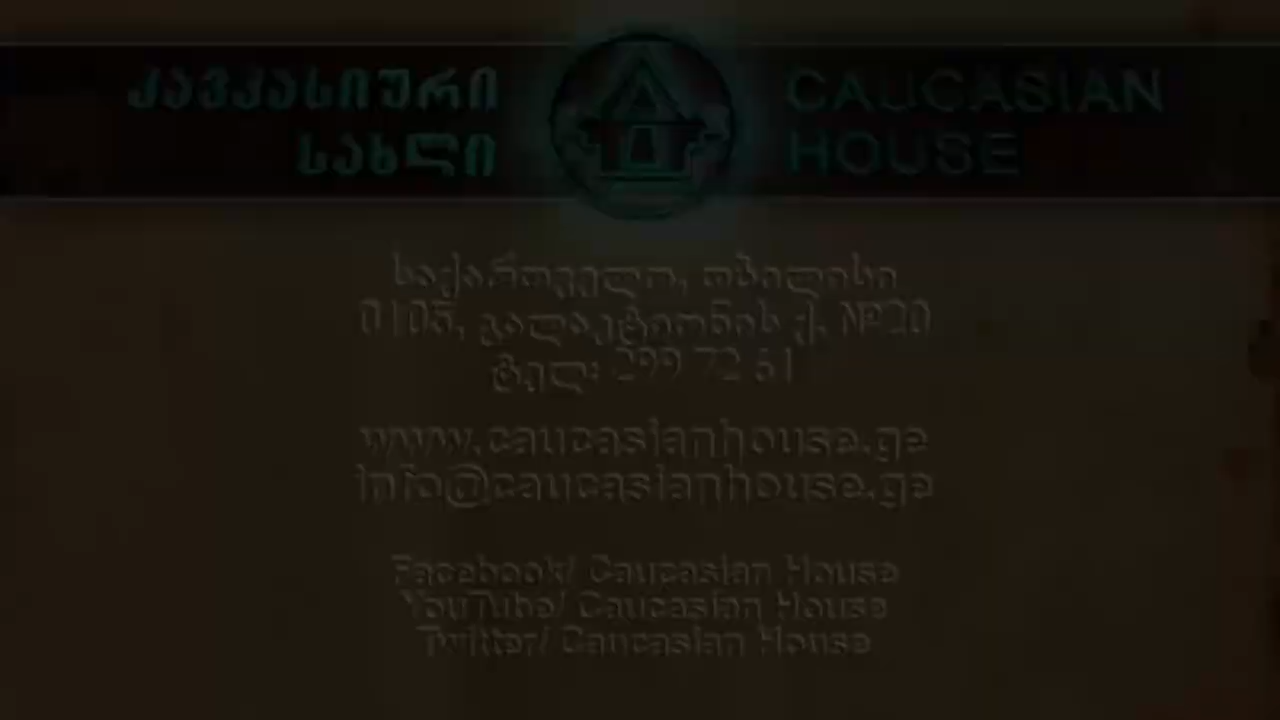 კავკასიური
სახლი
CAUCASIAN
HOUSE
საქართველო, თბილისი
0105, გალაკტიონის ქ. №20
ტელ: 299 72 61
www.caucasianhouse.ge
info@caucasianhouse.ge
Facebook/ Caucasian House
YouTube/ Caucasian House
Twitter/ Caucasian House